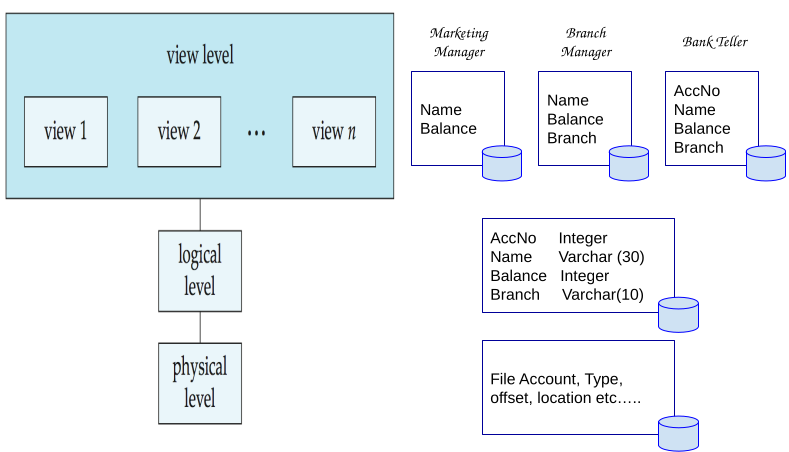 view level
view 1
view 2
...
view n
logical
level
physical
level
Marketing
Manager
Name
Balance
Branch
Manager
Name
Balance
Branch
Bank Teller
AccNo
Name
Balance
Branch
AccNo Integer
Name Varchar (30)
Balance Integer
Branch Varchar(10)
File Account, Type,
offset, location etc…..